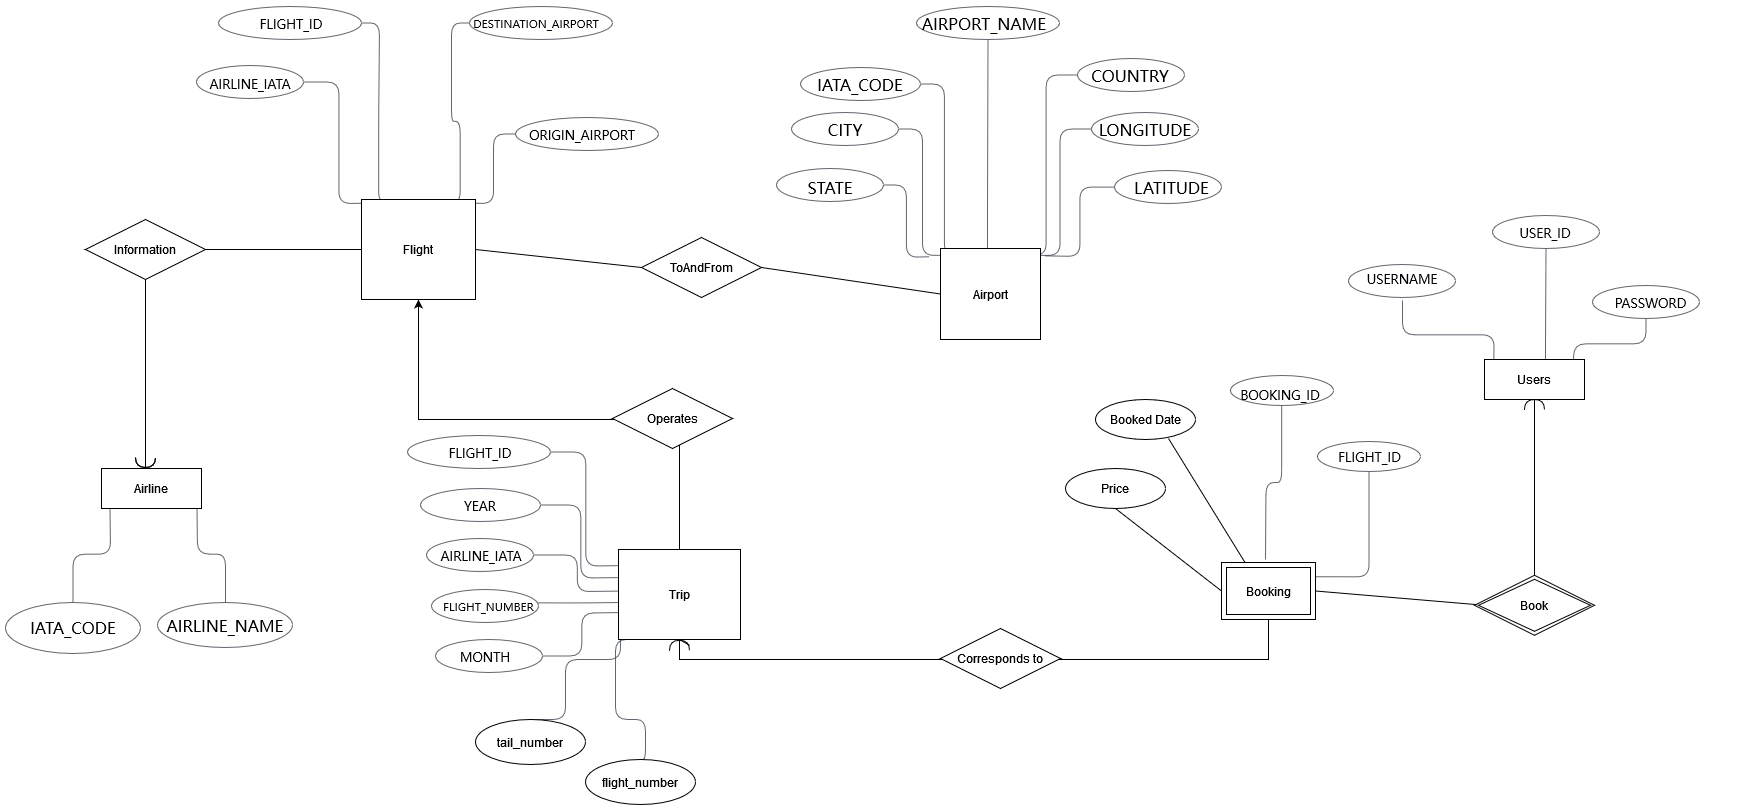 FLIGHT_ID
DESTINATION_AIRPORT
AIRPORT_NAME
AIRLINE_IATA
IATA_CODE
COUNTRY
ORIGIN_AIRPORT
CITY
LONGITUDE
STATE
LATITUDE
Information
Flight
ToAndFrom
Airport
USER_ID
USERNAME
PASSWORD
Users
Operates
BOOKING_ID
Booked Date
FLIGHT_ID
FLIGHT_ID
Airline
Price
YEAR
AIRLINE_IATA
Trip
Booking
Book
FLIGHT_NUMBER
IATA_CODE
AIRLINE_NAME
MONTH
Corresponds to
tail_number
flight_number